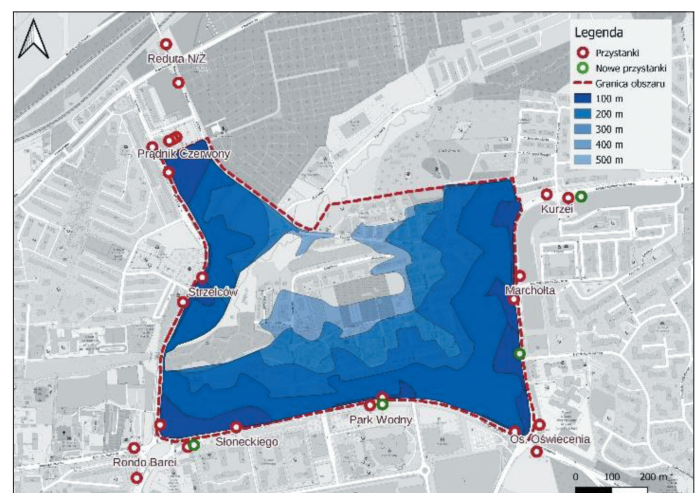 Legenda
Przystanki
Nowe przystanki
Granica obszaru
100 m
200 m
300 m
400 m
500 m
Reduta N/Ż
Prądnik Czerwony
Kurzei
Strzelców
Marchołta
Park Wodny
Słoneckiego
Oś. Oświecenia
Rondo Barei
0 100 200 m